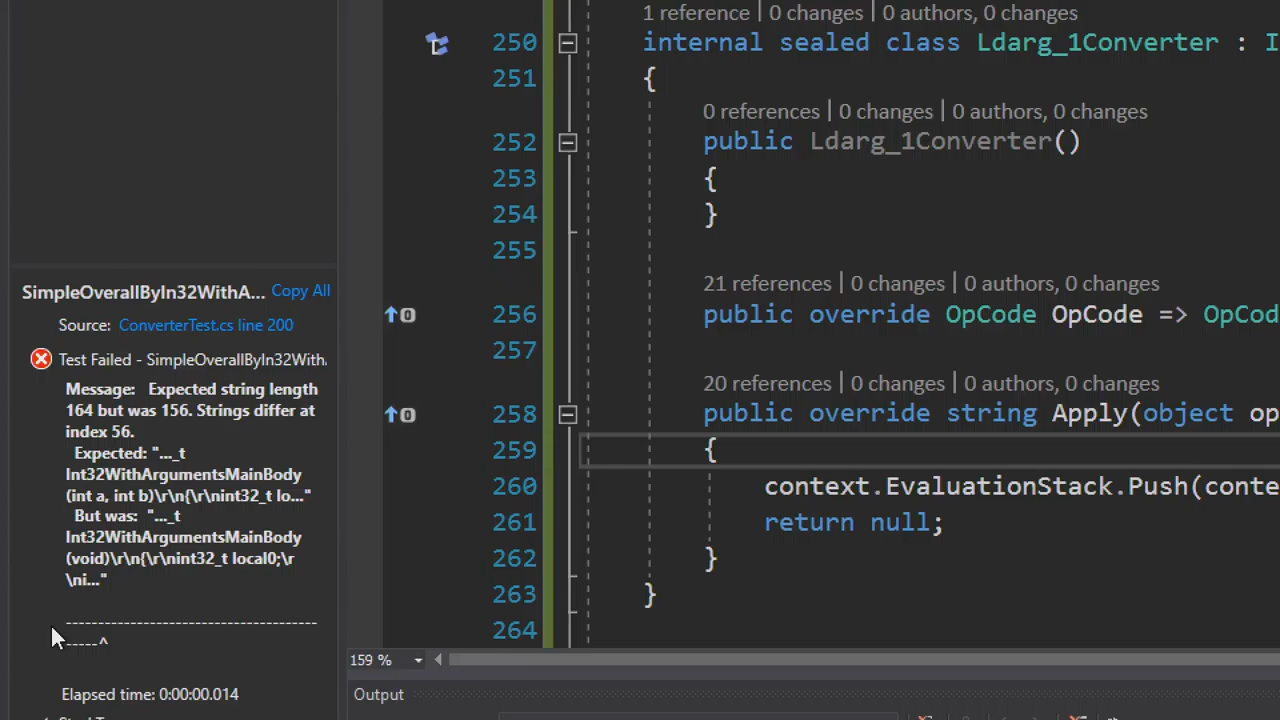 SimpleOverallByIn32WithA... Copy All
Source: ConverterTest.cs line 200
Test Failed - SimpleOverallByIn32With
Message: Expected string length
164 but was 156. Strings differ at
index 56.
Expected: "..._t
Int32WithArgumentsMainBody
(int a, int b)\r\n{\r\nint32_t lo..."
But was: "..._t
Int32WithArgumentsMainBody
(void)\r\n{\r\nint32_t local0;\r
\ni..."
----------------------------------------
-----^
Elapsed time: 0:00:00.014
1 reference | 0 changes | 0 authors, 0 changes
250 internal sealed class Ldarg_1Converter : I
251 {
0 references | 0 changes | 0 authors, 0 changes
252 public Ldarg_1Converter()
253 {
254 }
255
21 references | 0 changes | 0 authors, 0 changes
256 public override OpCode OpCode => OpCod
257
20 references | 0 changes | 0 authors, 0 changes
258 public override string Apply(object op
259 {
260 context.EvaluationStack.Push(conte
261 return null;
262 }
263 }
264
159 %
Output